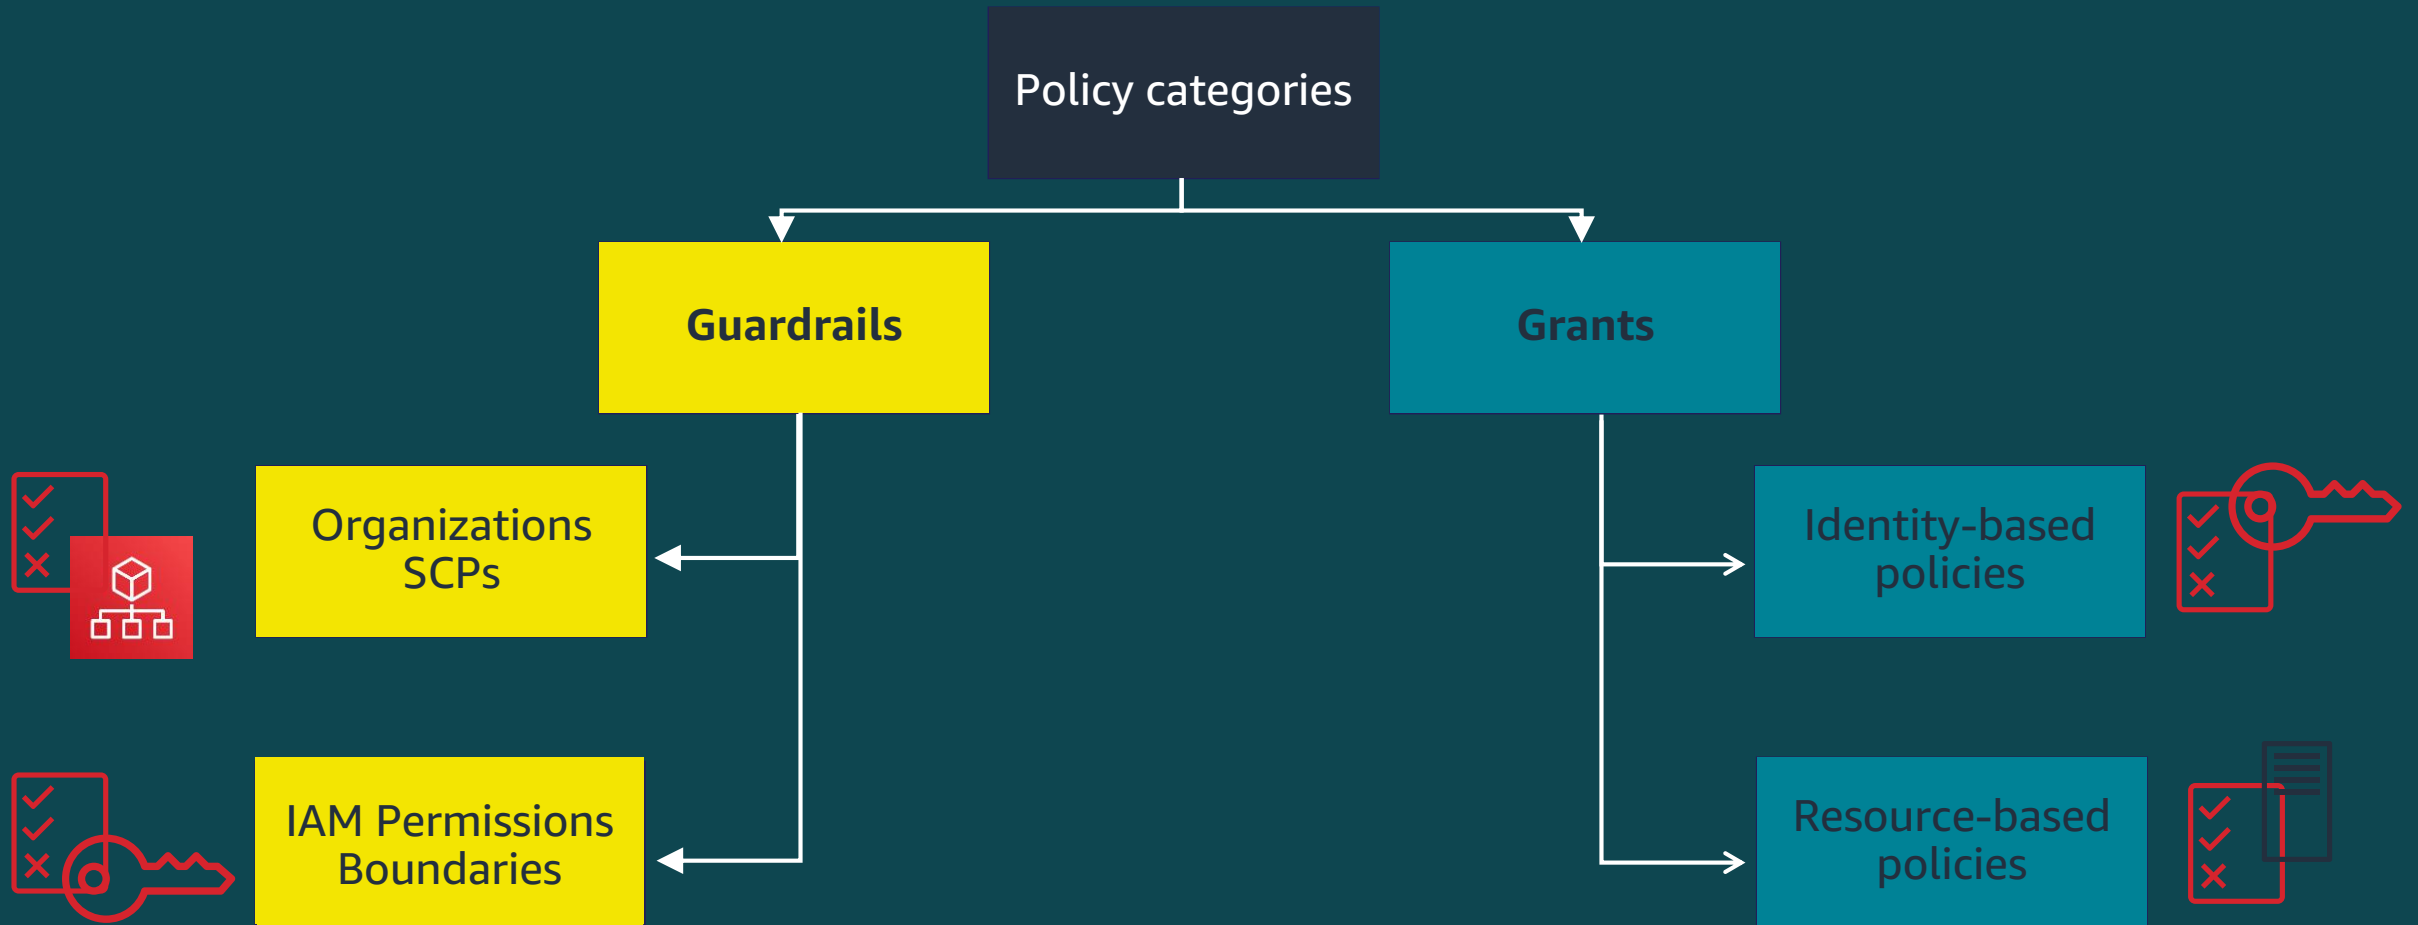 Policy categories
Guardrails
Grants
Organizations
SCPs
Identity-based
policies
IAM Permissions
Boundaries
Resource-based
policies